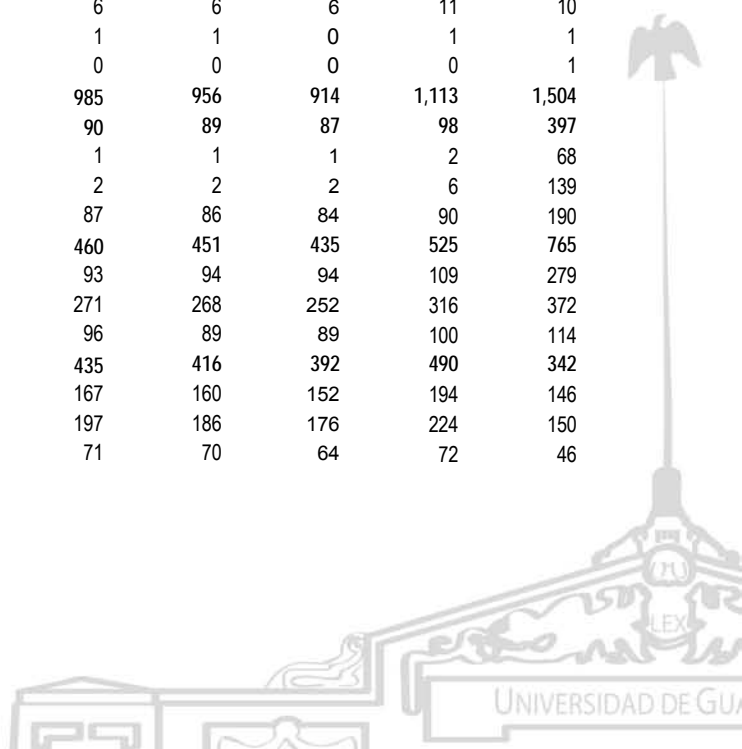 6 6 6 11 10
1 1 0 1 1
0 0 0 0 1
985 956 914 1,113 1,504
90 89 87 98 397
1 1 1 2 68
2 2 2 6 139
87 86 84 90 190
460 451 435 525 765
93 94 94 109 279
271 268 252 316 372
96 89 89 100 114
435 416 392 490 342
167 160 152 194 146
197 186 176 224 150
71 70 64 72 46
LEX
UNIVERSIDAD DE GUA